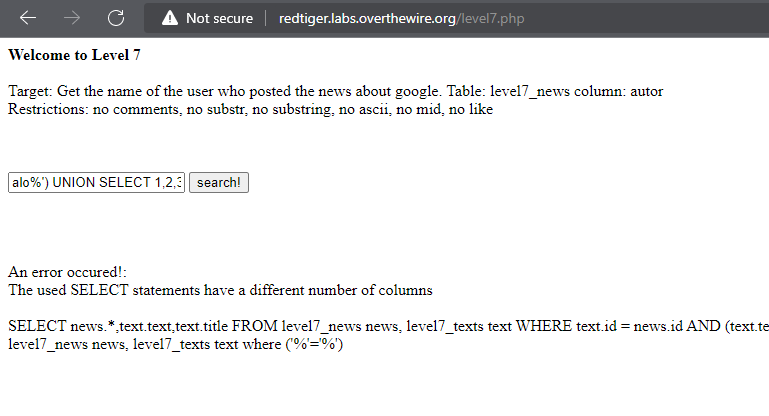 Not secure | redtiger.labs.overthewire.org/level7.php
Welcome to Level 7
Target: Get the name of the user who posted the news about google. Table: level7_news column: autor
Restrictions: no comments, no substr, no substring, no ascii, no mid, no like
alo%') UNION SELECT 1,2,3 search!
An error occured!:
The used SELECT statements have a different number of columns
SELECT news.*,text.text,text.title FROM level7_news news, level7_texts text WHERE text.id = news.id AND (text.te
level7_news news, level7_texts text where ('%'='%')